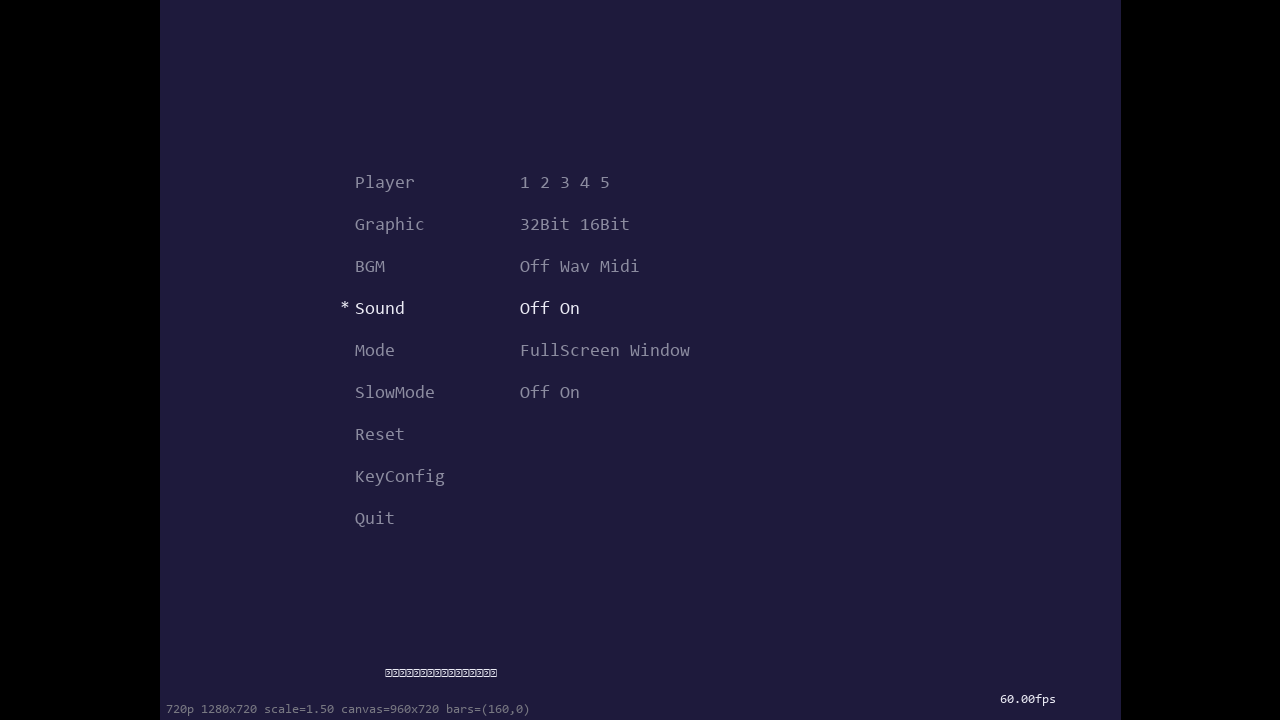 Player 1 2 3 4 5
Graphic 32Bit 16Bit
BGM Off Wav Midi
* Sound Off On
Mode FullScreen Window
SlowMode Off On
Reset
KeyConfig
Quit
60.00fps
720p 1280x720 scale=1.50 canvas=960x720 bars=(160,0)